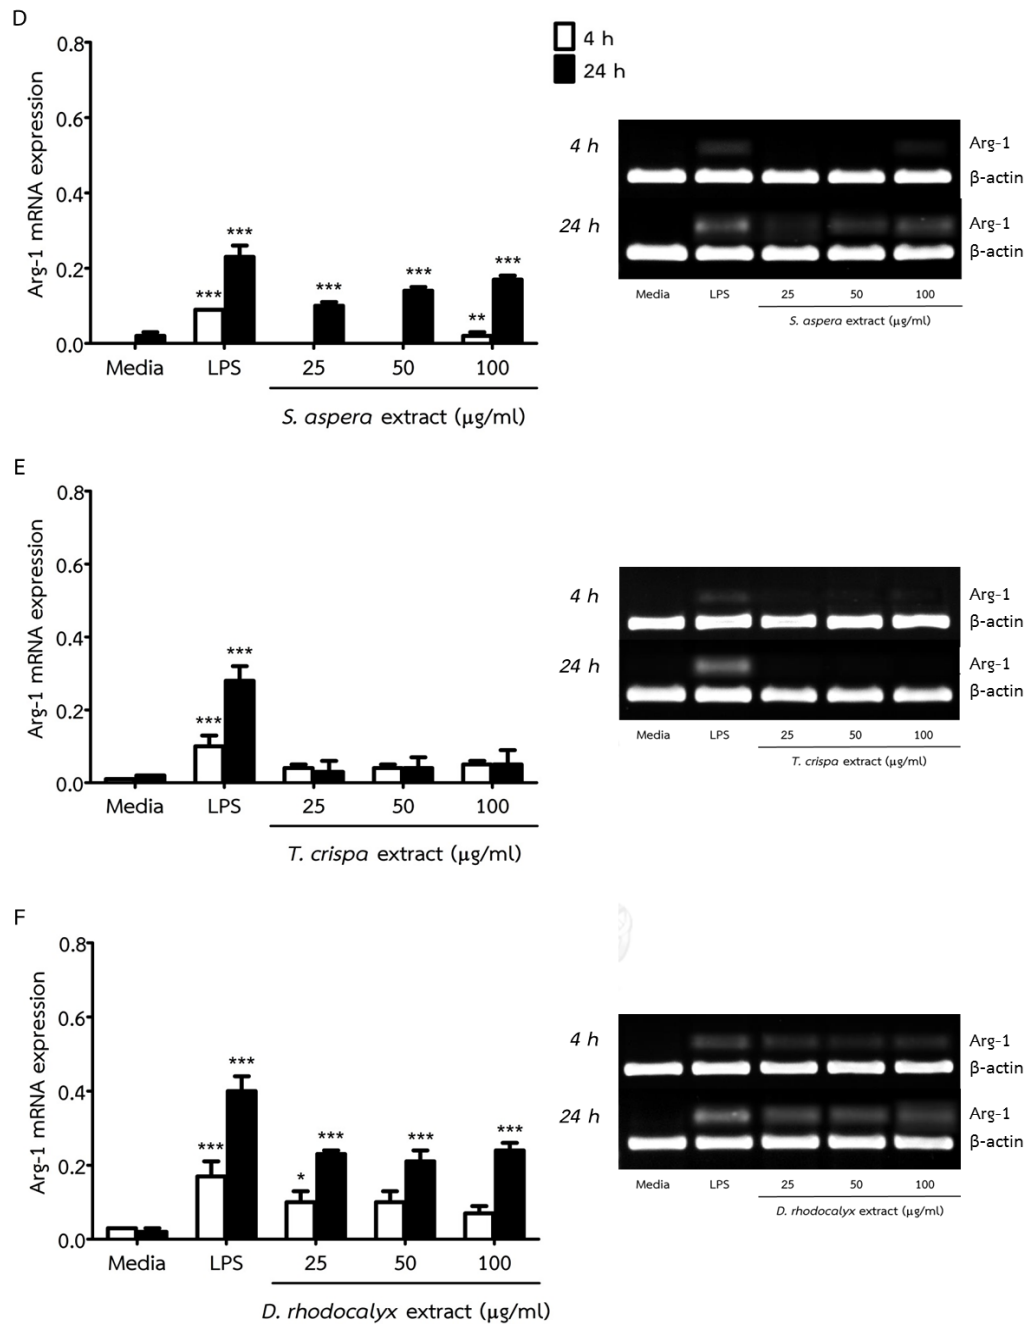 D
4 h
24 h
Arg-1 mRNA expression
0.8
0.6
0.4
0.2
0.0
***
***
***
***
**
***
Media LPS 25 50 100
S. aspera extract (μg/ml)
4 h Arg-1
β-actin
24 h Arg-1
β-actin
Media LPS 25 50 100
S. aspera extract (μg/ml)
E
Arg-1 mRNA expression
0.8
0.6
0.4
0.2
0.0
***
***
Media LPS 25 50 100
T. crispa extract (μg/ml)
4 h Arg-1
β-actin
24 h Arg-1
β-actin
Media LPS 25 50 100
T. crispa extract (μg/ml)
F
Arg-1 mRNA expression
0.8
0.6
0.4
0.2
0.0
***
***
*
***
***
***
Media LPS 25 50 100
D. rhodocalyx extract (μg/ml)
4 h Arg-1
β-actin
24 h Arg-1
β-actin
Media LPS 25 50 100
D. rhodocalyx extract (μg/ml)